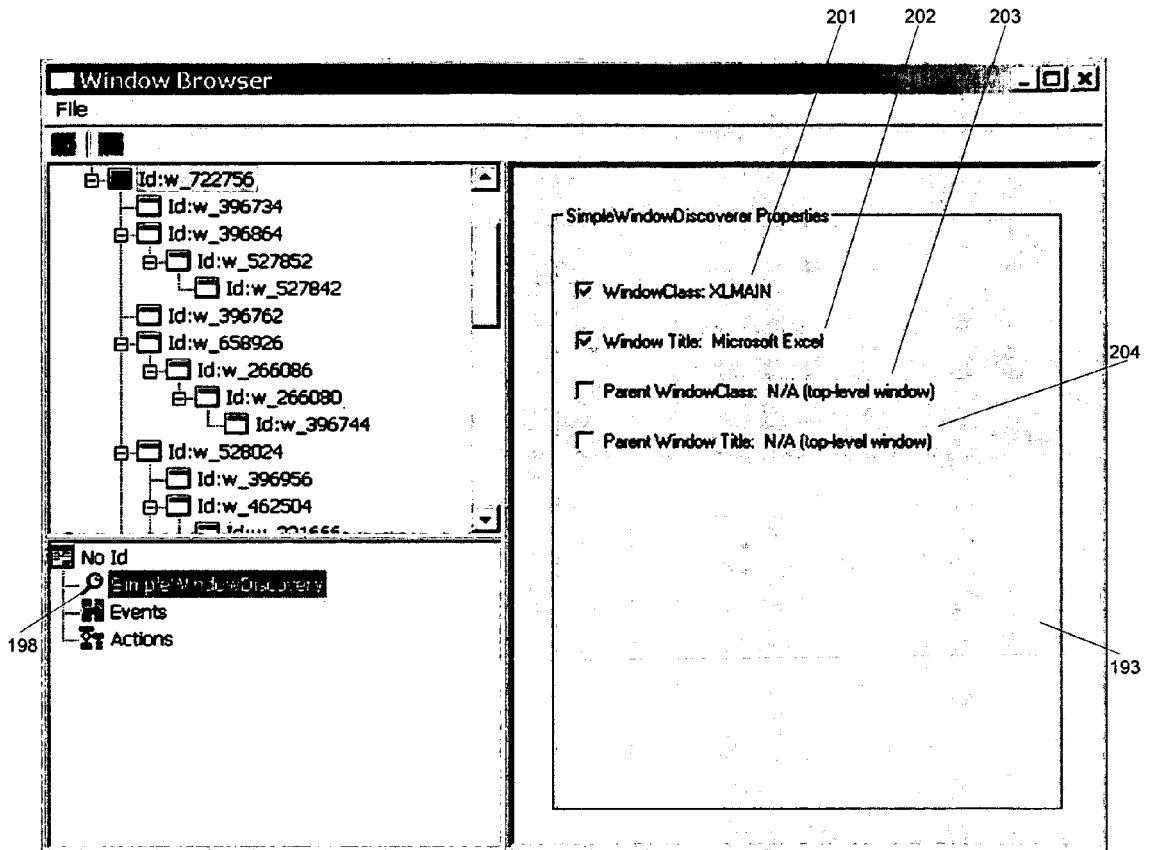 201 202 203
Window Browser
File
Id:w_722756
Id:w_396734
Id:w_396864
Id:w_527852
Id:w_527842
Id:w_396762
Id:w_658926
Id:w_266086
Id:w_266080
Id:w_396744
Id:w_528024
Id:w_396956
Id:w_462504
SimpleWindowDiscoverer Properties
WindowClass: XLMAIN
Window Title: Microsoft Excel
Parent WindowClass: N/A (top-level window)
Parent Window Title: N/A (top-level window)
204
193
No Id
SimpleWindowDiscovery
Events
Actions
198